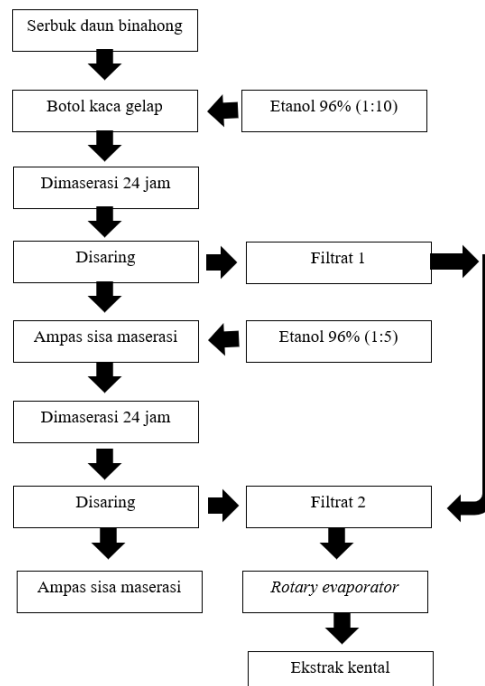 Serbuk daun binahong
Botol kaca gelap
Etanol 96% (1:10)
Dimaserasi 24 jam
Disaring
Filtrat 1
Ampas sisa maserasi
Etanol 96% (1:5)
Dimaserasi 24 jam
Disaring
Filtrat 2
Ampas sisa maserasi
Rotary evaporator
Ekstrak kental